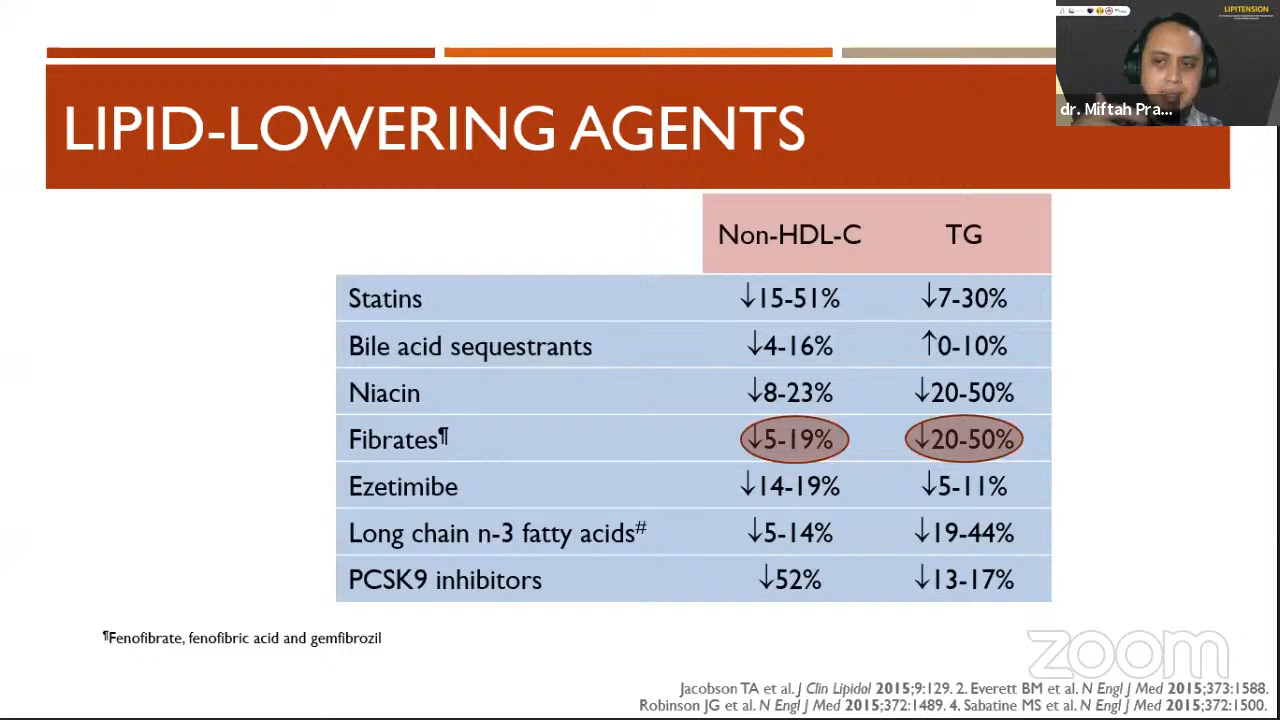 LIPITENSION
dr. Miftah Pra...
LIPID-LOWERING AGENTS
Non-HDL-C TG
Statins ↓15-51% ↓7-30%
Bile acid sequestrants ↓4-16% ↑0-10%
Niacin ↓8-23% ↓20-50%
Fibrates¶ ↓5-19% ↓20-50%
Ezetimibe ↓14-19% ↓5-11%
Long chain n-3 fatty acids# ↓5-14% ↓19-44%
PCSK9 inhibitors ↓52% ↓13-17%
¶Fenofibrate, fenofibric acid and gemfibrozil
zoom
Jacobson TA et al. J Clin Lipidol 2015;9:129. 2. Everett BM et al. N Engl J Med 2015;373:1588.
Robinson JG et al. N Engl J Med 2015;372:1489. 4. Sabatine MS et al. N Engl J Med 2015;372:1500.